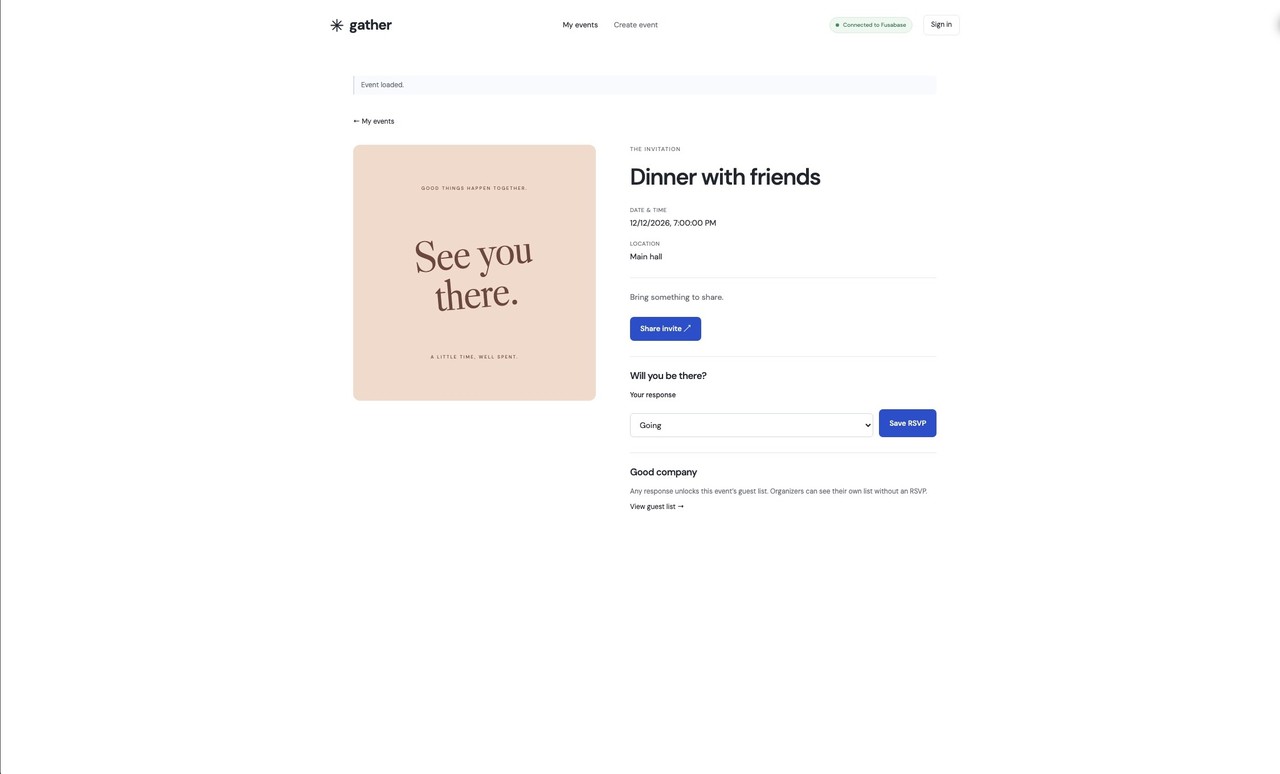 gather
My events
Create event
Connected to Fusabase
Sign in
Event loaded.
← My events
GOOD THINGS HAPPEN TOGETHER.
See you
there.
A LITTLE TIME, WELL SPENT.
THE INVITATION
Dinner with friends
DATE & TIME
12/12/2026, 7:00:00 PM
LOCATION
Main hall
Bring something to share.
Share invite ↗
Will you be there?
Your response
Going
Save RSVP
Good company
Any response unlocks this event's guest list. Organizers can see their own list without an RSVP.
View guest list →